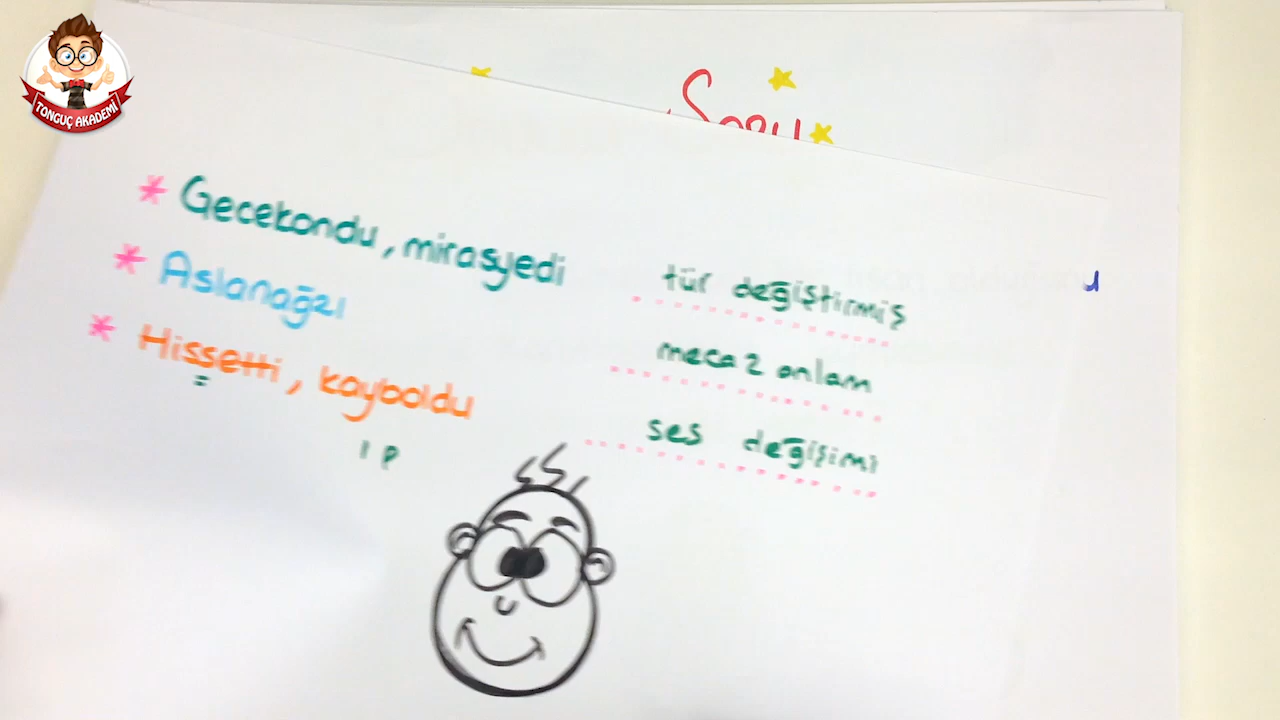 TONGUÇ AKADEMİ
Soru
* Gecekondu, mirasyedi
tür değiştirmiş
* Aslanağzı
mecaz anlam
* Hissetti, kayboldu
ses değişimi
ı p